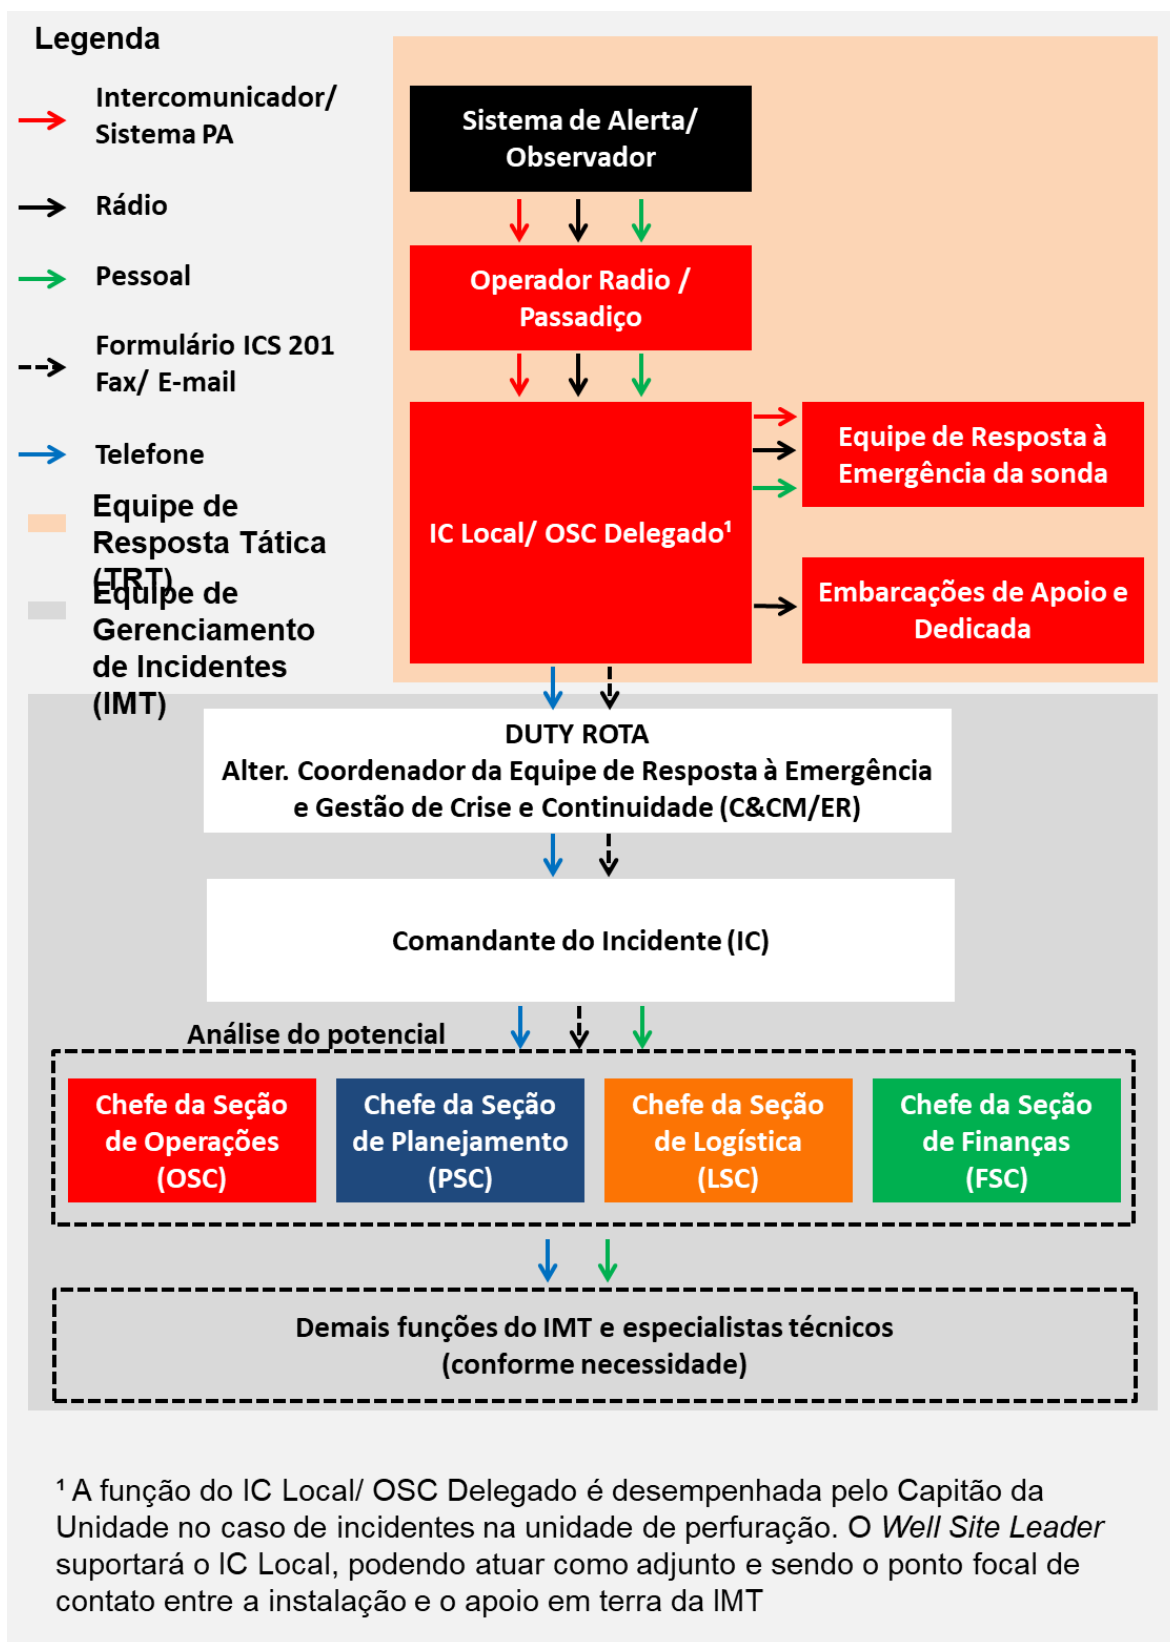 Legenda
Intercomunicador/
Sistema PA
Rádio
Pessoal
Formulário ICS 201
Fax/ E-mail
Telefone
Equipe de
Resposta Tática
(TRT)
Equipe de
Gerenciamento
de Incidentes
(IMT)
Sistema de Alerta/
Observador
Operador Radio /
Passadiço
IC Local/ OSC Delegado¹
Equipe de Resposta à
Emergência da sonda
Embarcações de Apoio e
Dedicada
DUTY ROTA
Alter. Coordenador da Equipe de Resposta à Emergência
e Gestão de Crise e Continuidade (C&CM/ER)
Comandante do Incidente (IC)
Análise do potencial
Chefe da Seção
de Operações
(OSC)
Chefe da Seção
de Planejamento
(PSC)
Chefe da Seção
de Logística
(LSC)
Chefe da Seção
de Finanças
(FSC)
Demais funções do IMT e especialistas técnicos
(conforme necessidade)
¹ A função do IC Local/ OSC Delegado é desempenhada pelo Capitão da
Unidade no caso de incidentes na unidade de perfuração. O Well Site Leader
suportará o IC Local, podendo atuar como adjunto e sendo o ponto focal de
contato entre a instalação e o apoio em terra da IMT